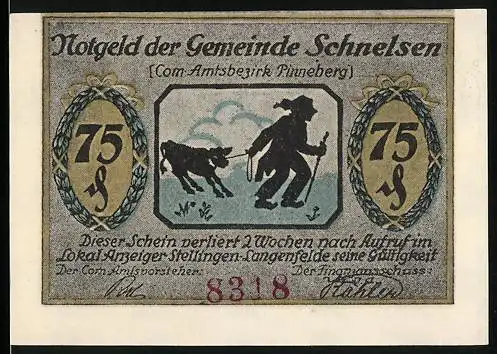 Notgeld der Gemeinde Schnelsen
(Com. Amtsbezirk Pinneberg)
75
₰
75
₰
Dieser Schein verliert 2 Wochen nach Aufruf im
Lokal Anzeiger Stellingen-Langenfelde seine Gültigkeit
Der Com. Amtsvorsteher:
Der Finanzausschuss:
8318